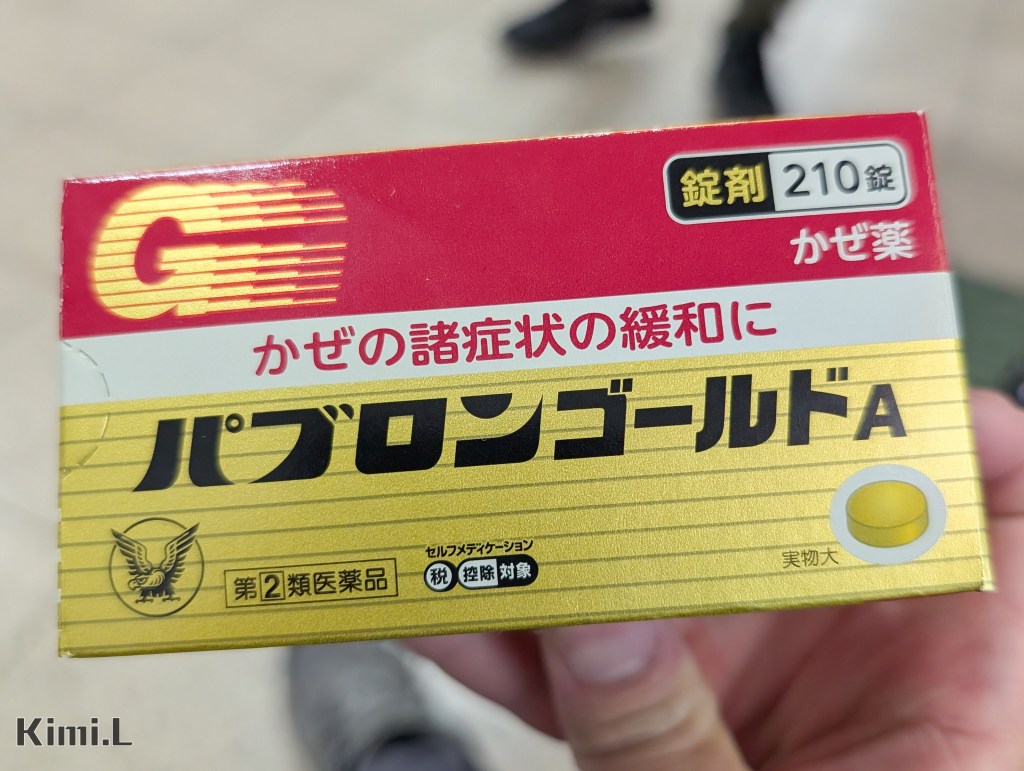 G
錠剤 210錠
かぜ薬
かぜの諸症状の緩和に
パブロンゴールドA
実物大
セルフメディケーション
税 控除 対象
第②類医薬品
Kimi.L